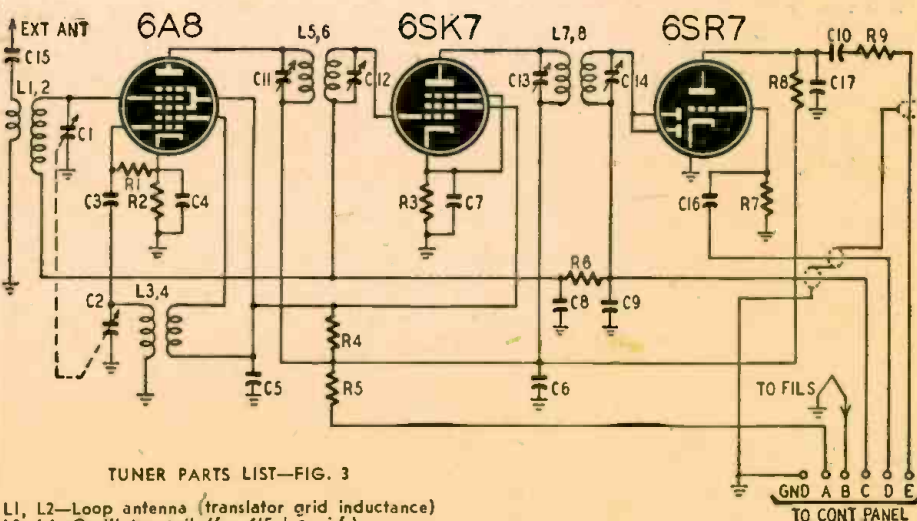 6A8
6SK7
6SR7
EXT ANT
C15
L1,2
C1
L5,6
C11
C12
L7,8
C13
C14
C10
R9
R8
C17
C3
R1
R2
C4
R3
C7
C16
R7
C2
L3,4
R6
C8
C9
R4
R5
C5
C6
TO FILS
TUNER PARTS LIST—FIG. 3
GND A B C D E
TO CONT PANEL
L1, L2—Loop antenna (translator grid inductance)